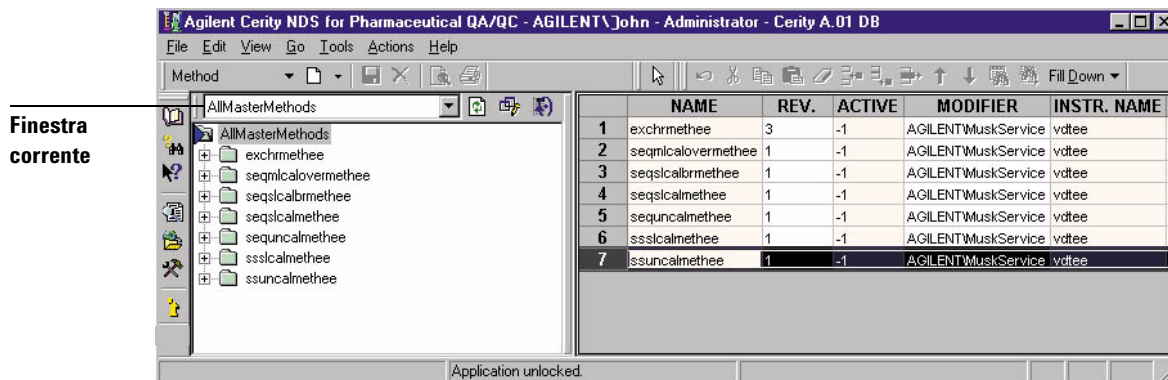 Agilent Cerity NDS for Pharmaceutical QA/QC - AGILENT\John - Administrator - Cerity A.01 DB
File Edit View Go Tools Actions Help
Method
Fill Down
Finestra
corrente
AllMasterMethods
AllMasterMethods
exchrmethee
seqmlcalovermethee
seqslcalbrmethee
seqslcalmethee
sequncalmethee
ssslcalmethee
ssuncalmethee
NAME REV. ACTIVE MODIFIER INSTR. NAME
1 exchrmethee 3 -1 AGILENT\MuskService vdtee
2 seqmlcalovermethee 1 -1 AGILENT\MuskService vdtee
3 seqslcalbrmethee 1 -1 AGILENT\MuskService vdtee
4 seqslcalmethee 1 -1 AGILENT\MuskService vdtee
5 sequncalmethee 1 -1 AGILENT\MuskService vdtee
6 ssslcalmethee 1 -1 AGILENT\MuskService vdtee
7 ssuncalmethee 1 -1 AGILENT\MuskService vdtee
Application unlocked.